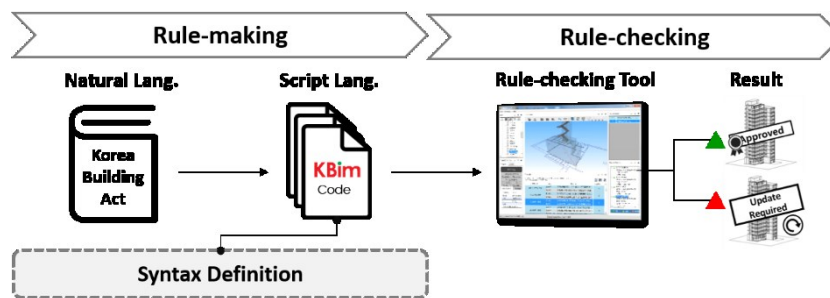 Rule-making
Rule-checking
Natural Lang.
Script Lang.
Rule-checking Tool
Result
Korea
Building
Act
KBim
Code
Approved
Update
Required
Syntax Definition